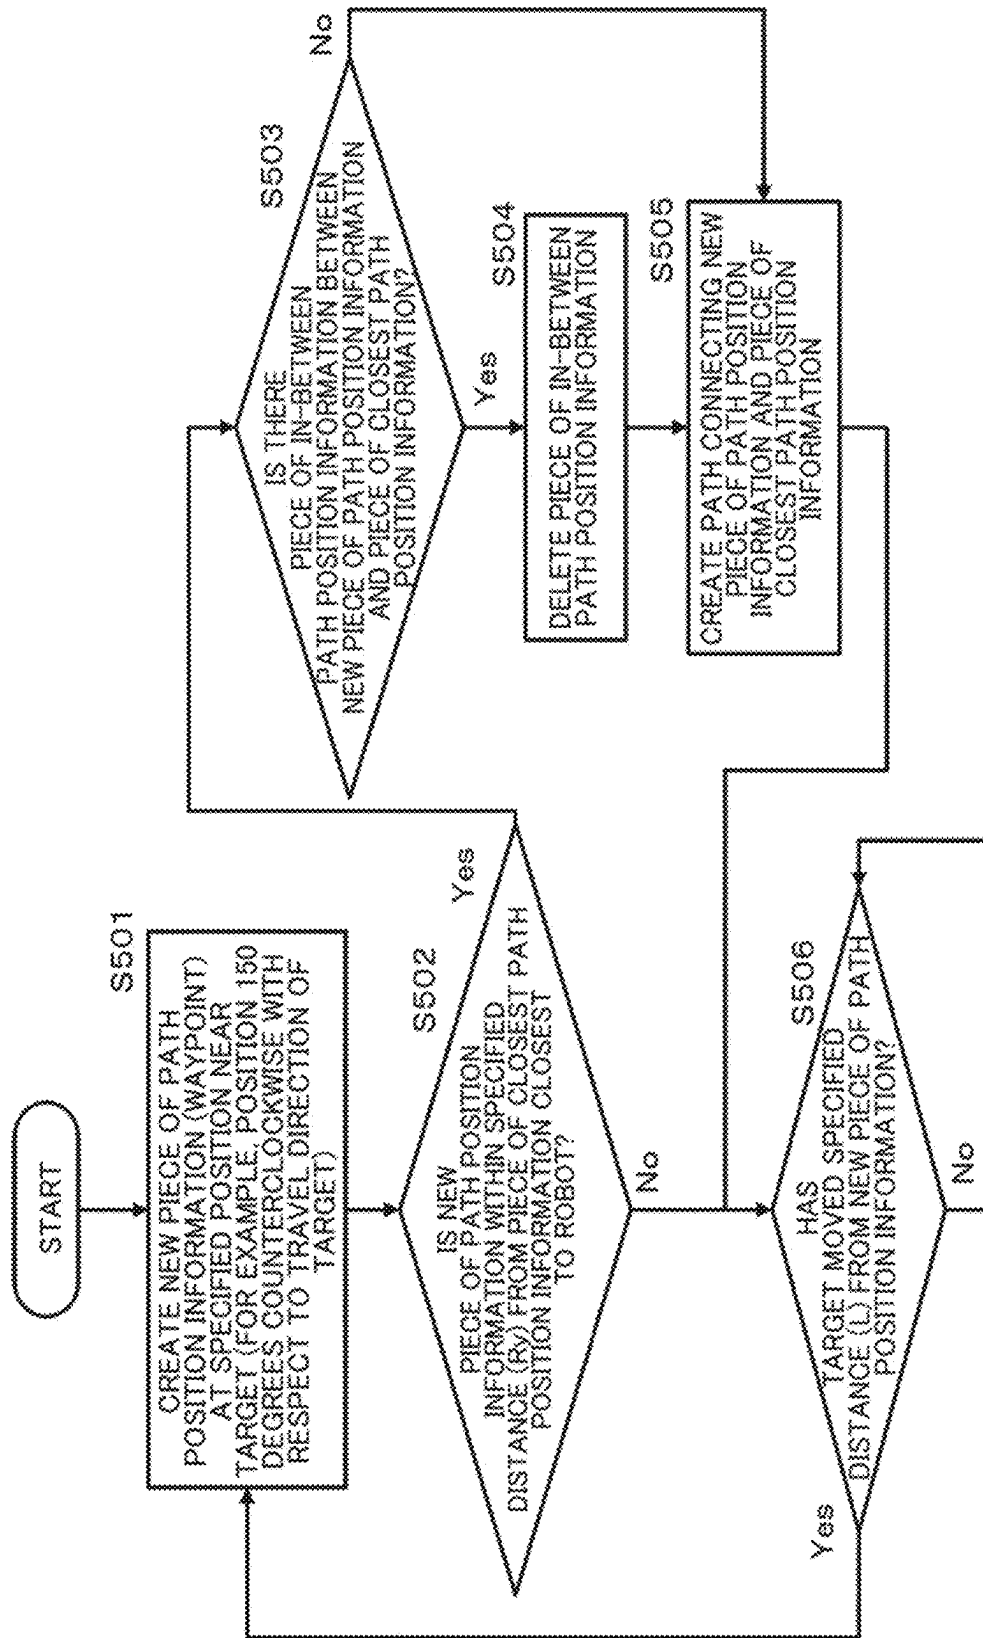 START
S501
CREATE NEW PIECE OF PATH
POSITION INFORMATION (WAYPOINT)
AT SPECIFIED POSITION NEAR
TARGET (FOR EXAMPLE, POSITION 150
DEGREES COUNTERCLOCKWISE WITH
RESPECT TO TRAVEL DIRECTION OF
TARGET)
S502
IS NEW
PIECE OF PATH POSITION
INFORMATION WITHIN SPECIFIED
DISTANCE (Ry) FROM PIECE OF CLOSEST PATH
POSITION INFORMATION CLOSEST
TO ROBOT?
Yes
No
S503
IS THERE
PIECE OF IN-BETWEEN
PATH POSITION INFORMATION BETWEEN
NEW PIECE OF PATH POSITION INFORMATION
AND PIECE OF CLOSEST PATH
POSITION INFORMATION?
No
Yes
S504
DELETE PIECE OF IN-BETWEEN
PATH POSITION INFORMATION
S505
CREATE PATH CONNECTING NEW
PIECE OF PATH POSITION
INFORMATION AND PIECE OF
CLOSEST PATH POSITION
INFORMATION
S506
HAS
TARGET MOVED SPECIFIED
DISTANCE (L) FROM NEW PIECE OF PATH
POSITION INFORMATION?
Yes
No